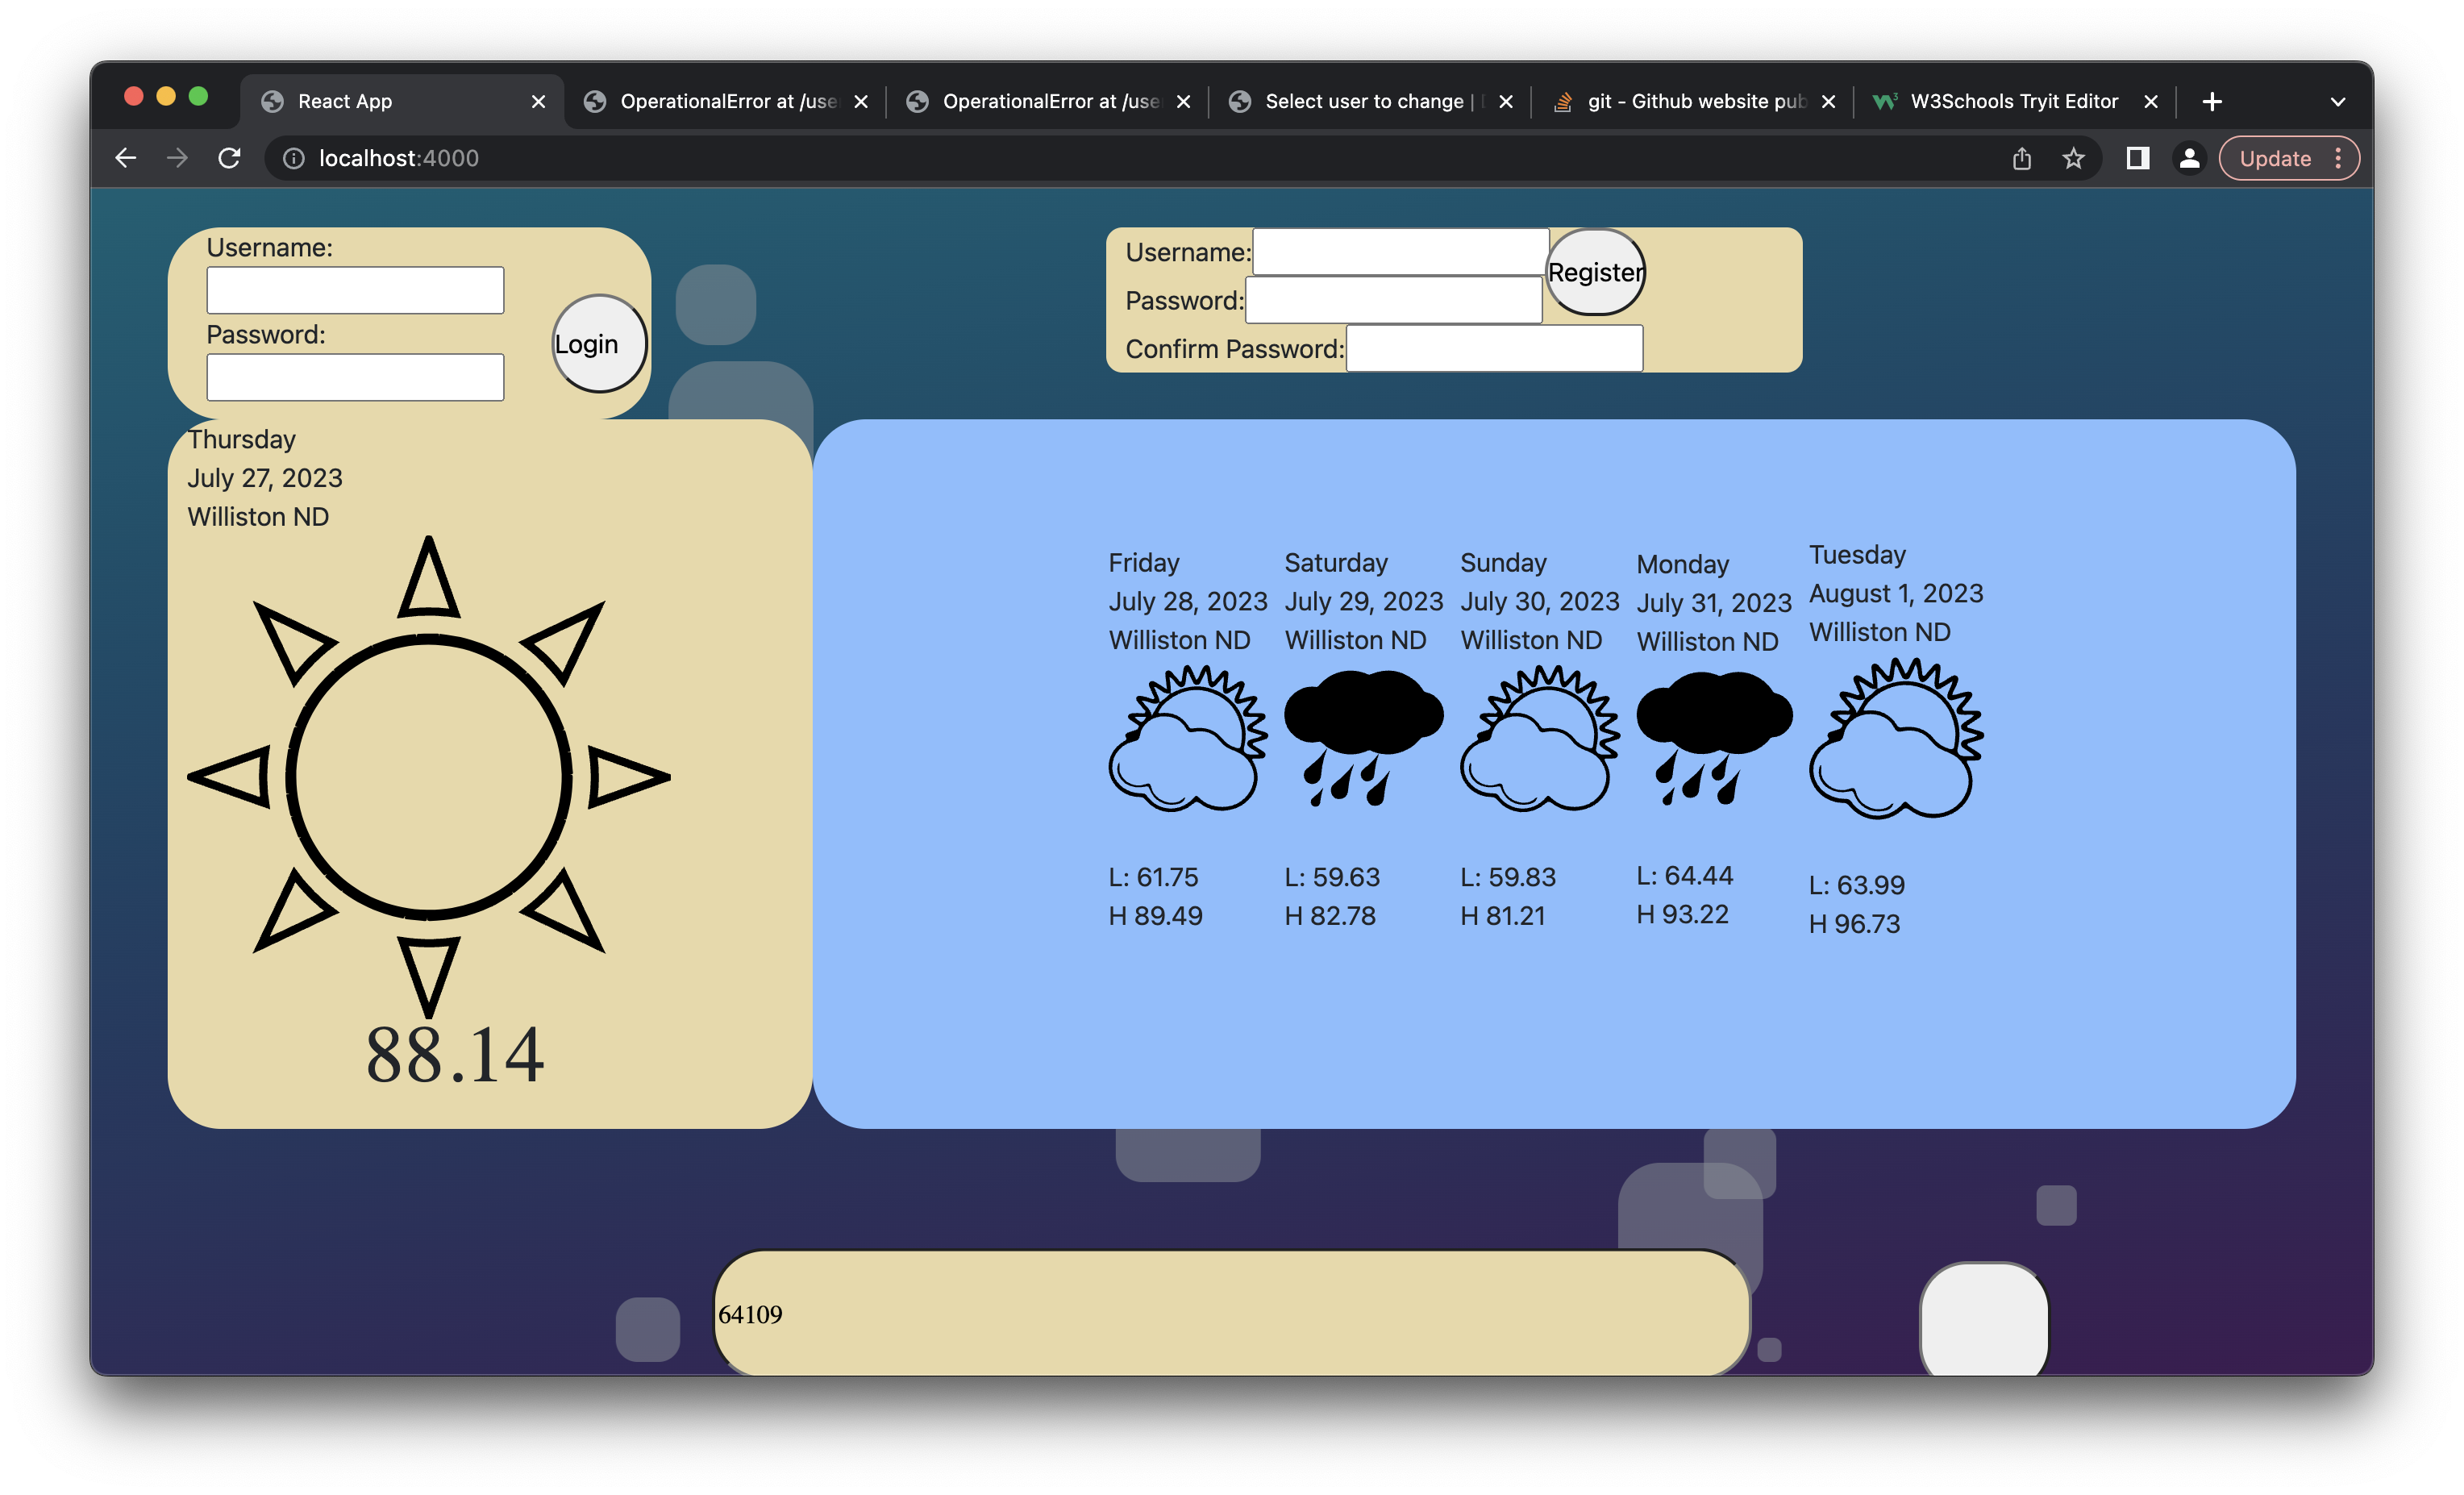 React App
OperationalError at /use
OperationalError at /use
Select user to change |
git - Github website pub
W3Schools Tryit Editor
localhost:4000
Update
Username:
Password:
Login
Username:
Register
Password:
Confirm Password:
Thursday
July 27, 2023
Williston ND
88.14
Friday
July 28, 2023
Williston ND
L: 61.75
H 89.49
Saturday
July 29, 2023
Williston ND
L: 59.63
H 82.78
Sunday
July 30, 2023
Williston ND
L: 59.83
H 81.21
Monday
July 31, 2023
Williston ND
L: 64.44
H 93.22
Tuesday
August 1, 2023
Williston ND
L: 63.99
H 96.73
64109